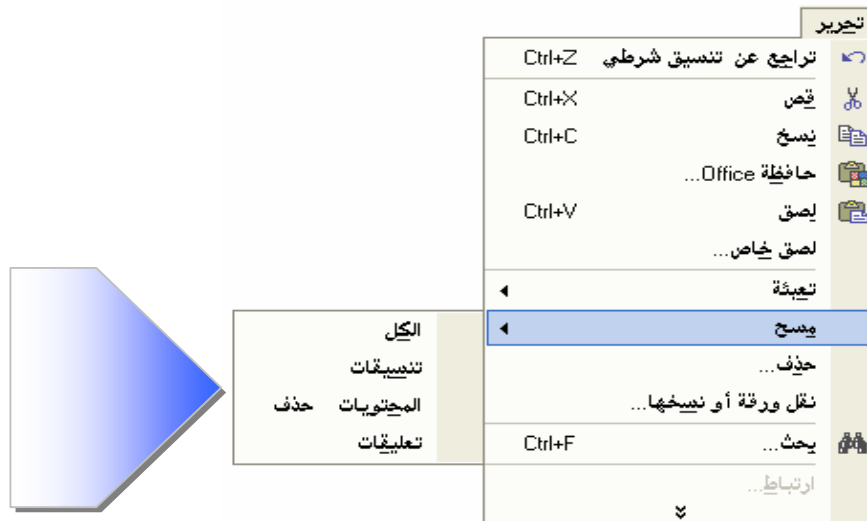 تحرير
تراجع عن تنسيق شرطي Ctrl+Z
قص Ctrl+X
نسخ Ctrl+C
حافظة Office...
لصق Ctrl+V
لصق خاص...
تعبئة
مسح
الكل
تنسيقات
المحتويات حذف
تعليقات
حذف...
نقل ورقة أو نسخها...
بحث... Ctrl+F
ارتباط...